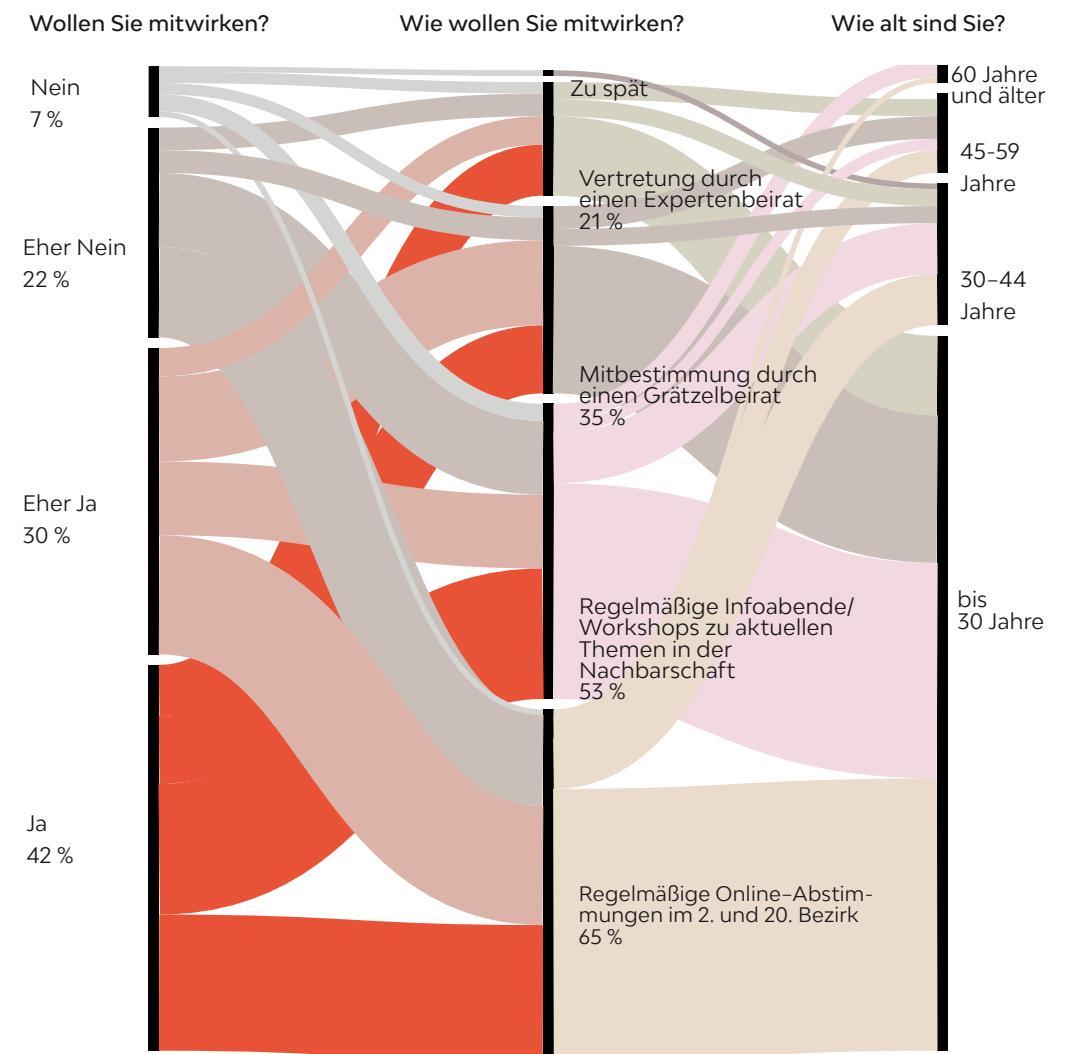 Wollen Sie mitwirken?
Wie wollen Sie mitwirken?
Wie alt sind Sie?
Nein
7 %
Eher Nein
22 %
Eher Ja
30 %
Ja
42 %
Zu spät
Vertretung durch
einen Expertenbeirat
21 %
Mitbestimmung durch
einen Grätzelbeirat
35 %
Regelmäßige Infoabende/
Workshops zu aktuellen
Themen in der
Nachbarschaft
53 %
Regelmäßige Online–Abstim-
mungen im 2. und 20. Bezirk
65 %
60 Jahre
und älter
45-59
Jahre
30–44
Jahre
bis
30 Jahre